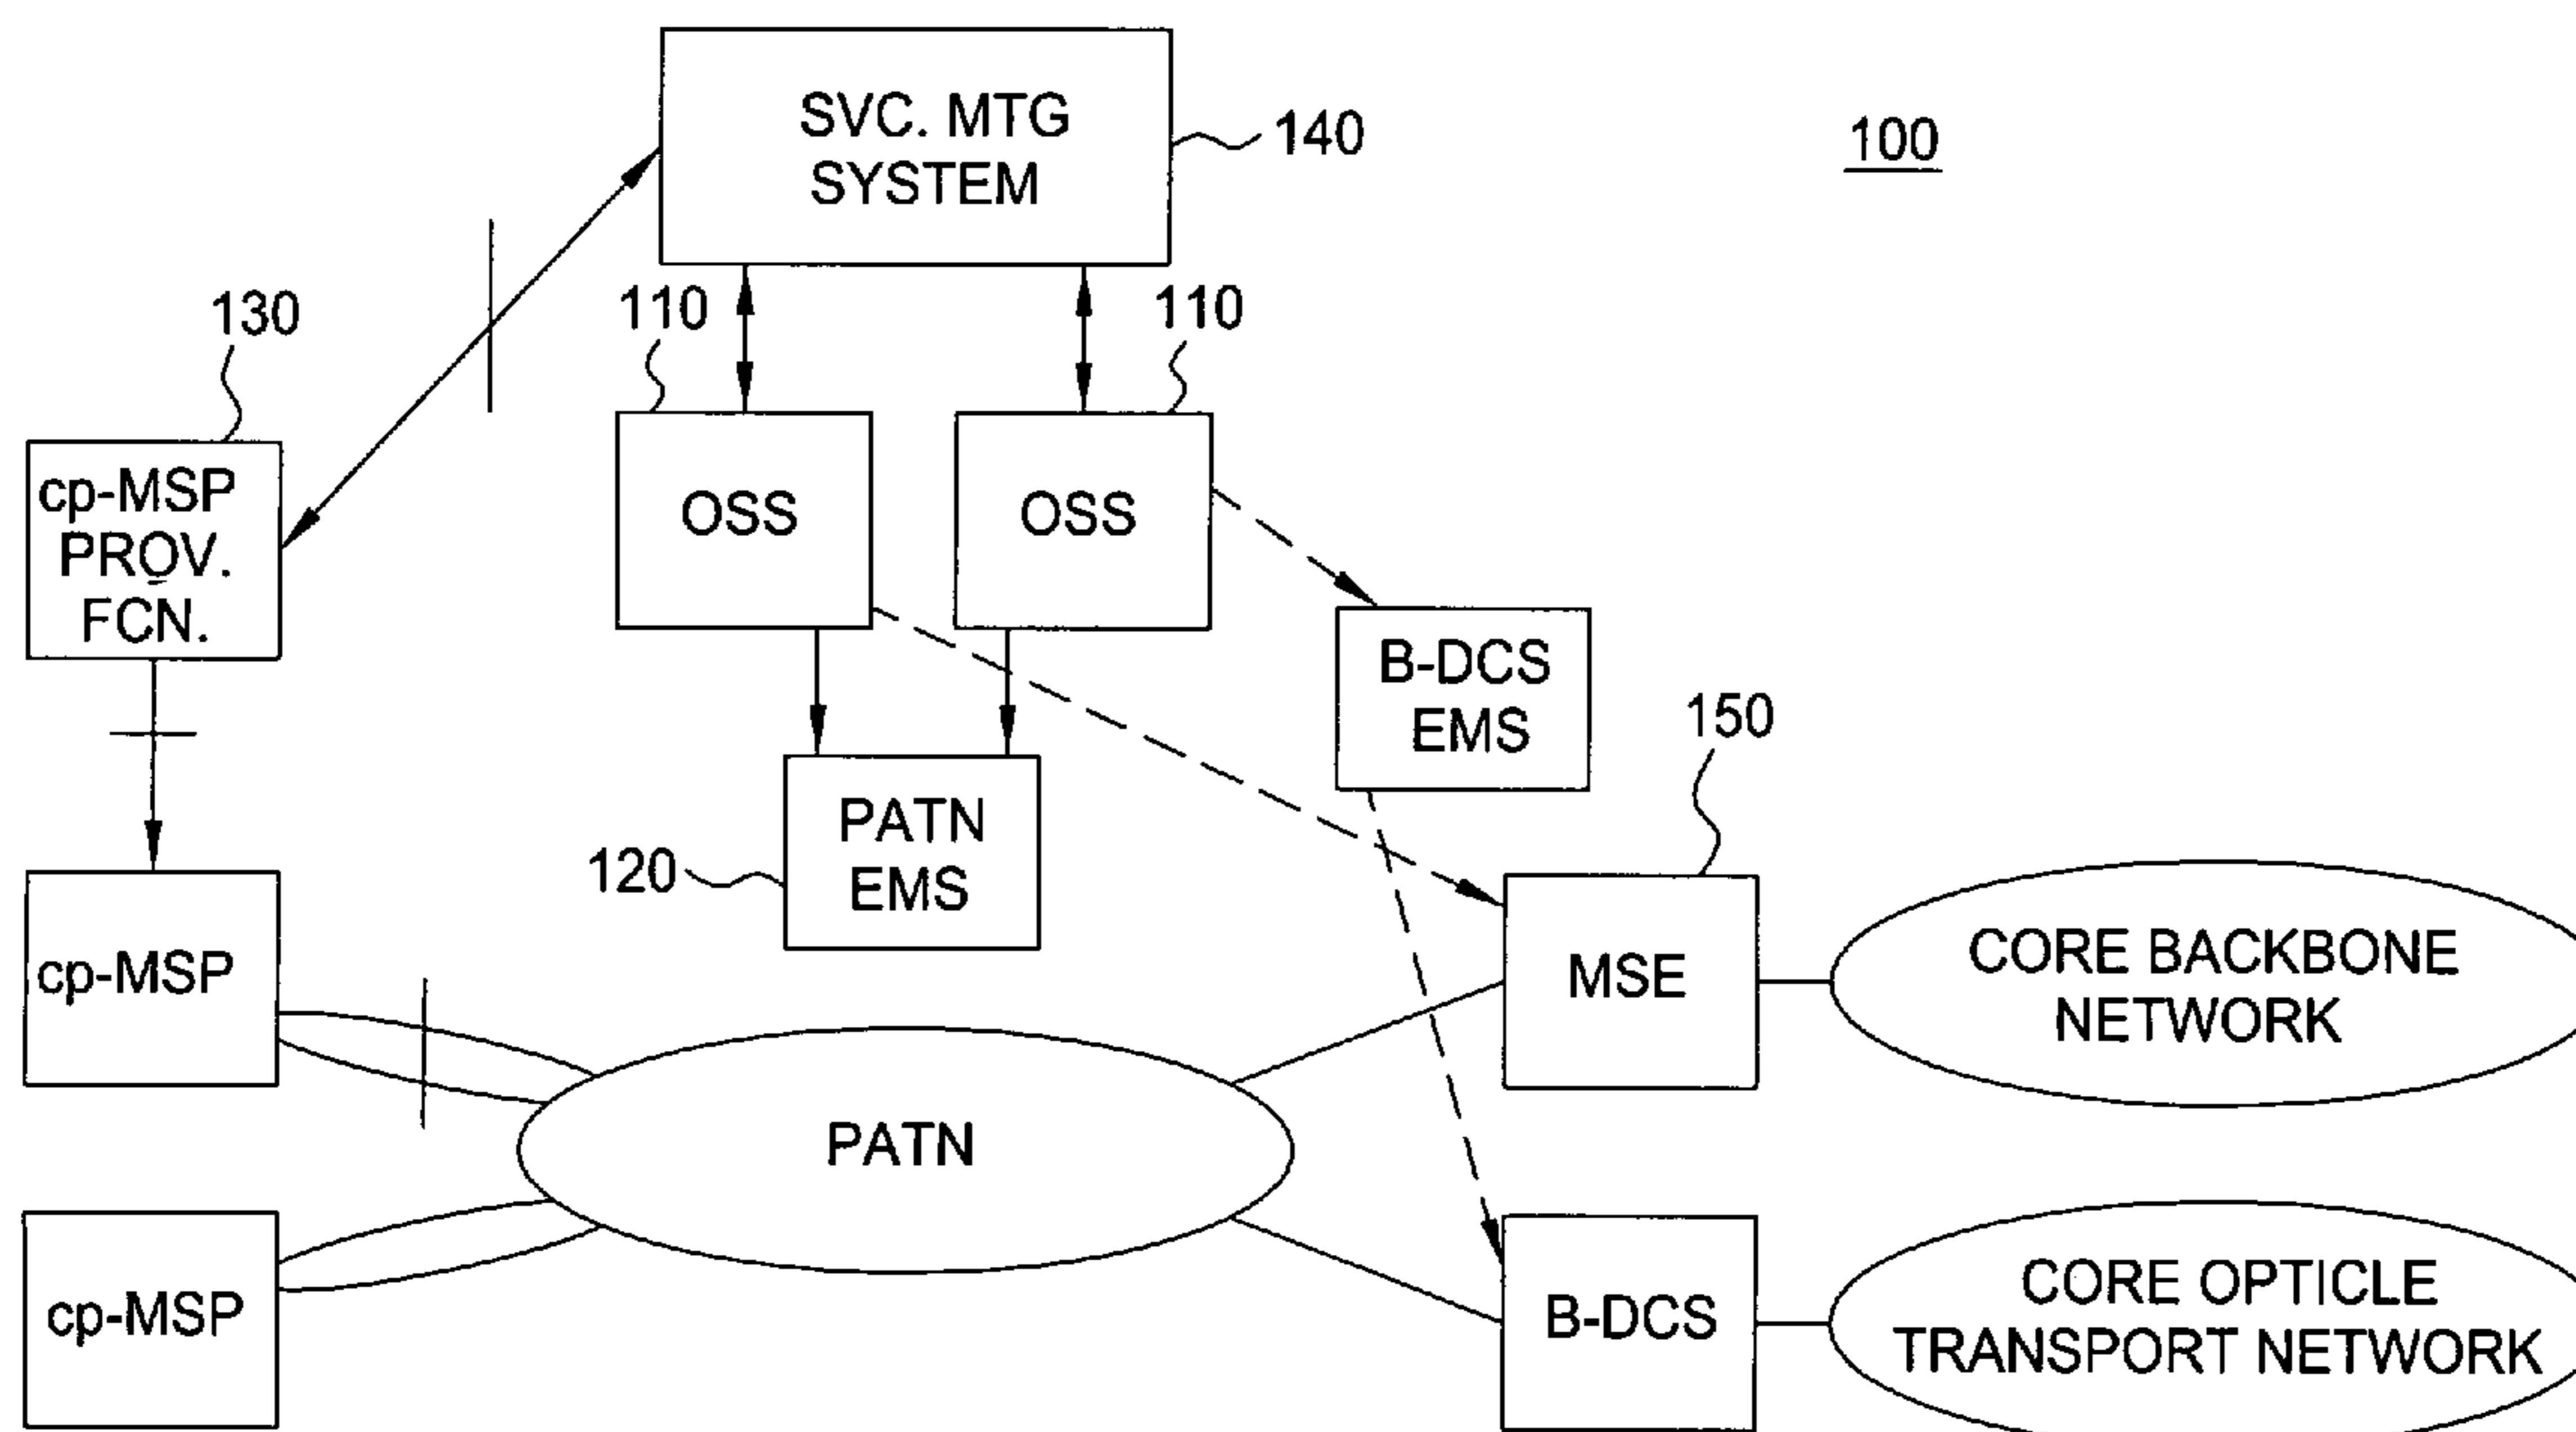 SVC. MTG
SYSTEM
140
100
130
110
110
cp-MSP
PROV.
FCN.
OSS
OSS
B-DCS
EMS
150
PATN
EMS
120
cp-MSP
MSE
CORE BACKBONE
NETWORK
PATN
cp-MSP
B-DCS
CORE OPTICLE
TRANSPORT NETWORK